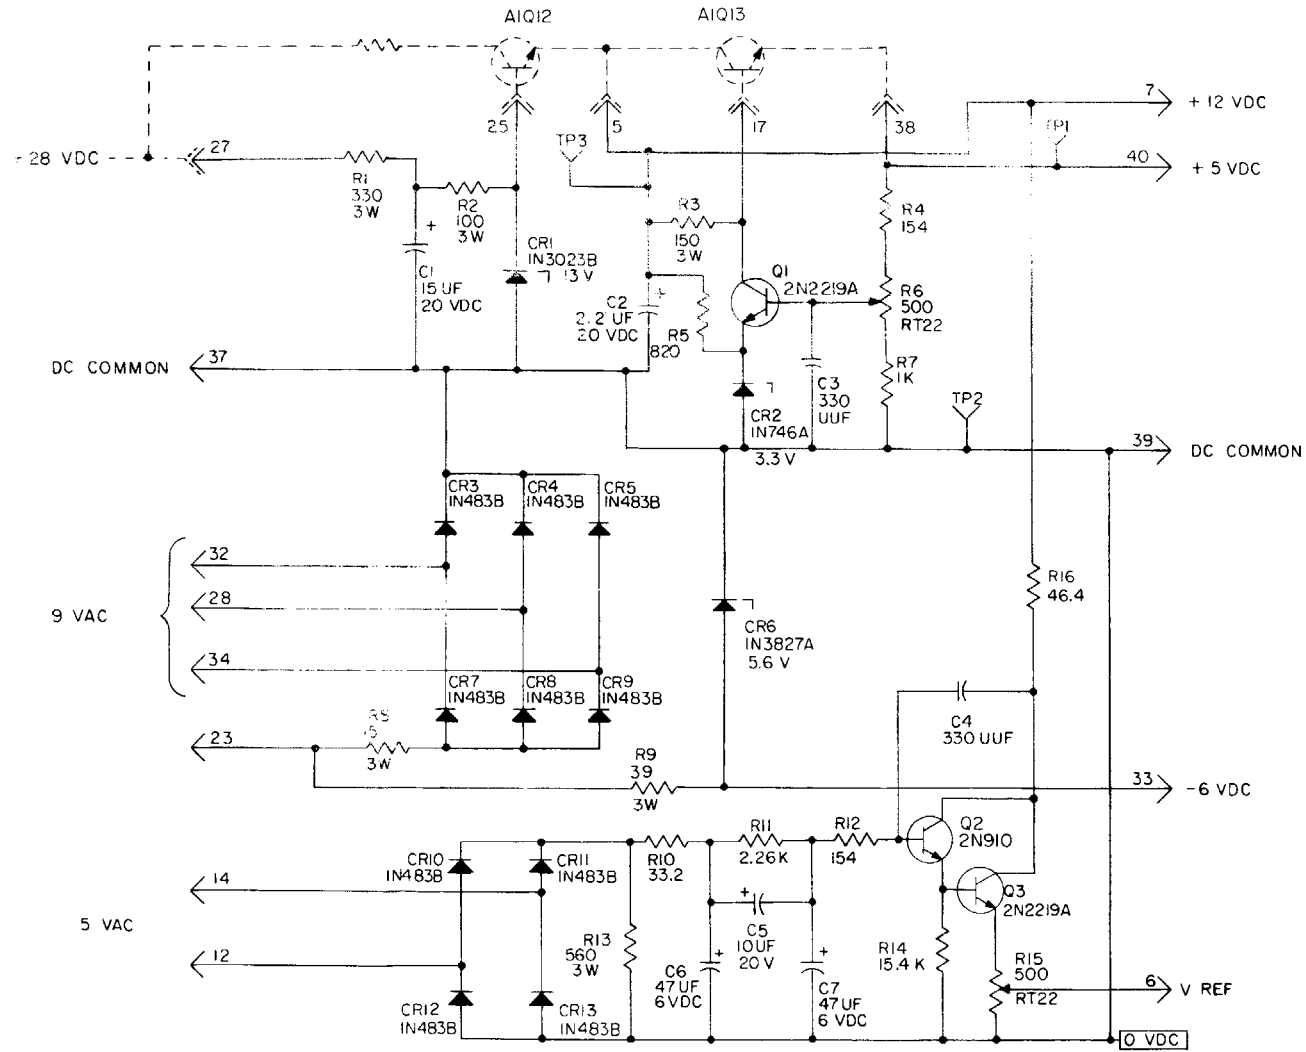 A1Q12
A1Q13
25
5
17
38
7
+12 VDC
TP3
TP1
28 VDC
27
40
+5 VDC
R1
330
3W
R2
100
3W
R3
150
3W
R4
154
+
C1
15 UF
20 VDC
CR1
1N3023B
13 V
Q1
2N2219A
R6
500
RT22
+
C2
2.2 UF
20 VDC
R5
820
DC COMMON
37
R7
1K
C3
330
UUF
TP2
CR2
1N746A
3.3 V
39
DC COMMON
CR3
1N483B
CR4
1N483B
CR5
1N483B
32
28
9 VAC
34
R16
46.4
CR6
1N3827A
5.6 V
CR7
1N483B
CR8
1N483B
CR9
1N483B
C4
330 UUF
23
3W
R9
39
3W
33
-6 VDC
R10
33.2
R11
2.26K
R12
154
Q2
2N910
CR10
1N483B
CR11
1N483B
14
Q3
2N2219A
5 VAC
+
C5
10UF
20 V
R13
560
3W
12
R14
15.4 K
R15
500
RT22
6
V REF
+
C6
47 UF
6 VDC
+
C7
47 UF
6 VDC
CR12
1N483B
CR13
1N483B
0 VDC